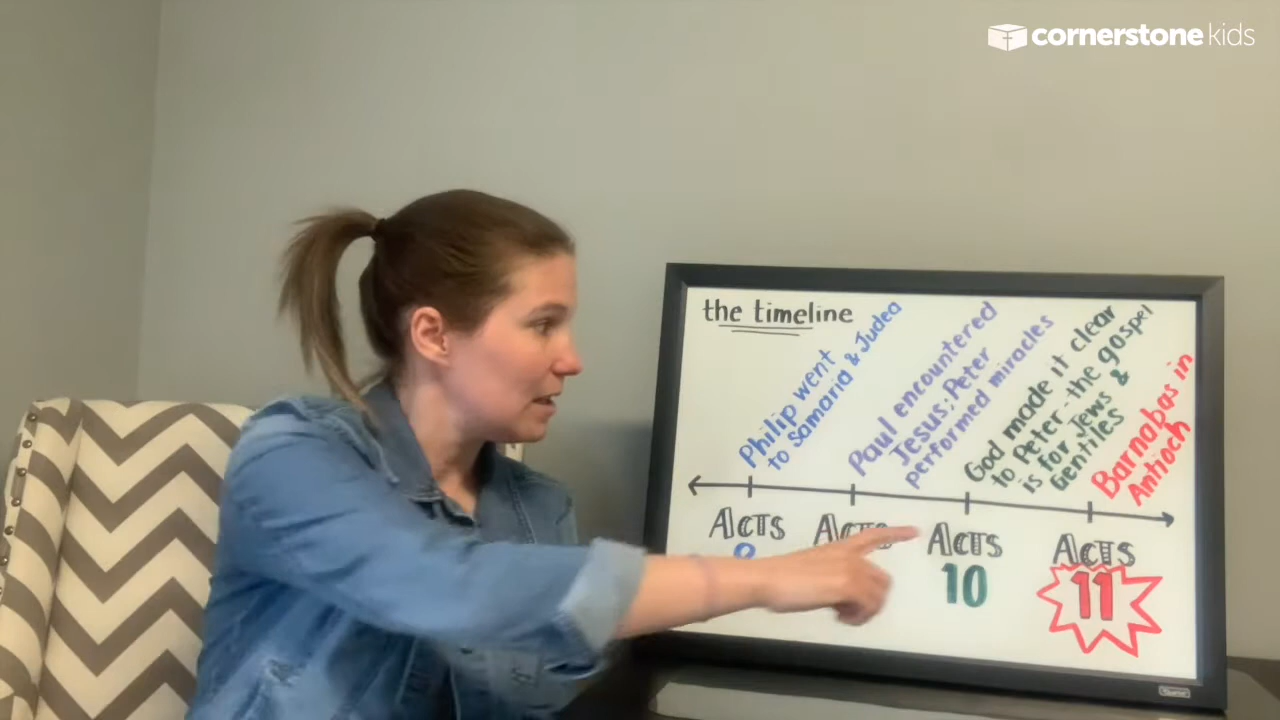 cornerstone kids
the timeline
Philip went
to Samaria & Judea
Paul encountered
Jesus; Peter
performed miracles
God made it clear
to Peter - the gospel
is for Jews &
Gentiles
Barnabas in
Antioch
Acts
Acts
Acts
10
Acts
11